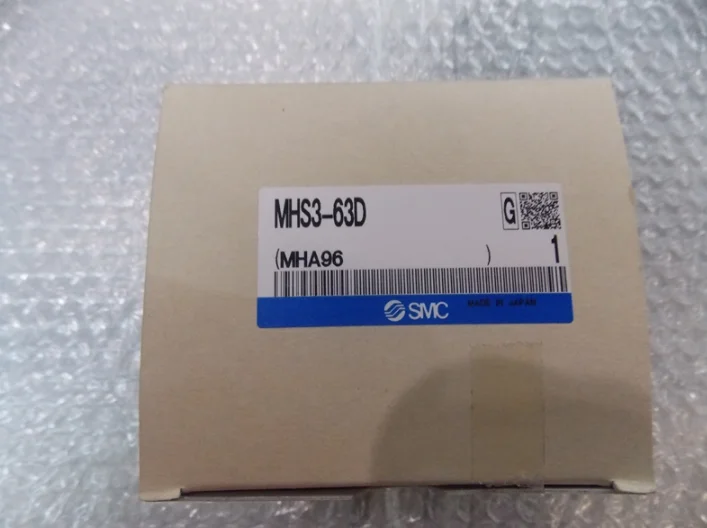 MHS3-63D
G
(MHA96 ) 1
SMC MADE IN JAPAN